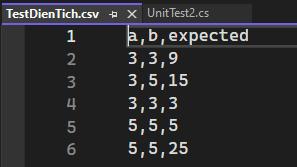 TestDienTich.csv UnitTest2.cs
1 a,b,expected
2 3,3,9
3 3,5,15
4 3,3,3
5 5,5,5
6 5,5,25